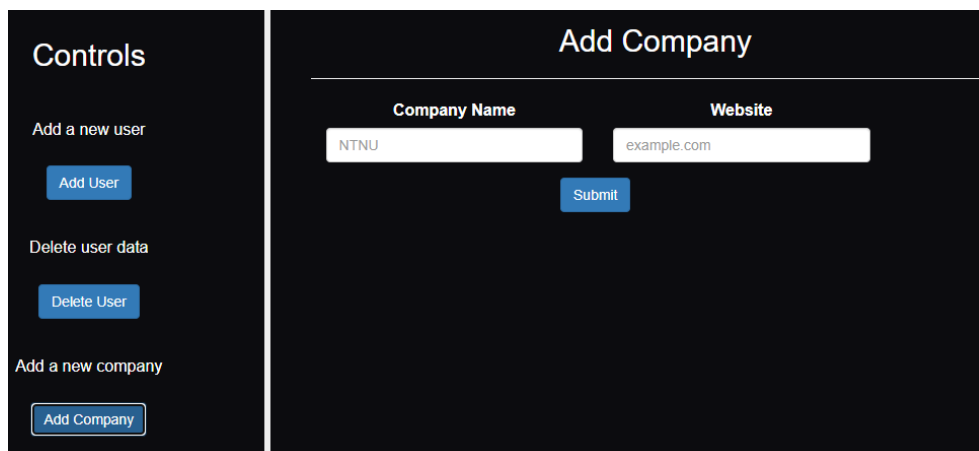 Controls
Add a new user
Add User
Delete user data
Delete User
Add a new company
Add Company
Add Company
Company Name
Website
NTNU
example.com
Submit